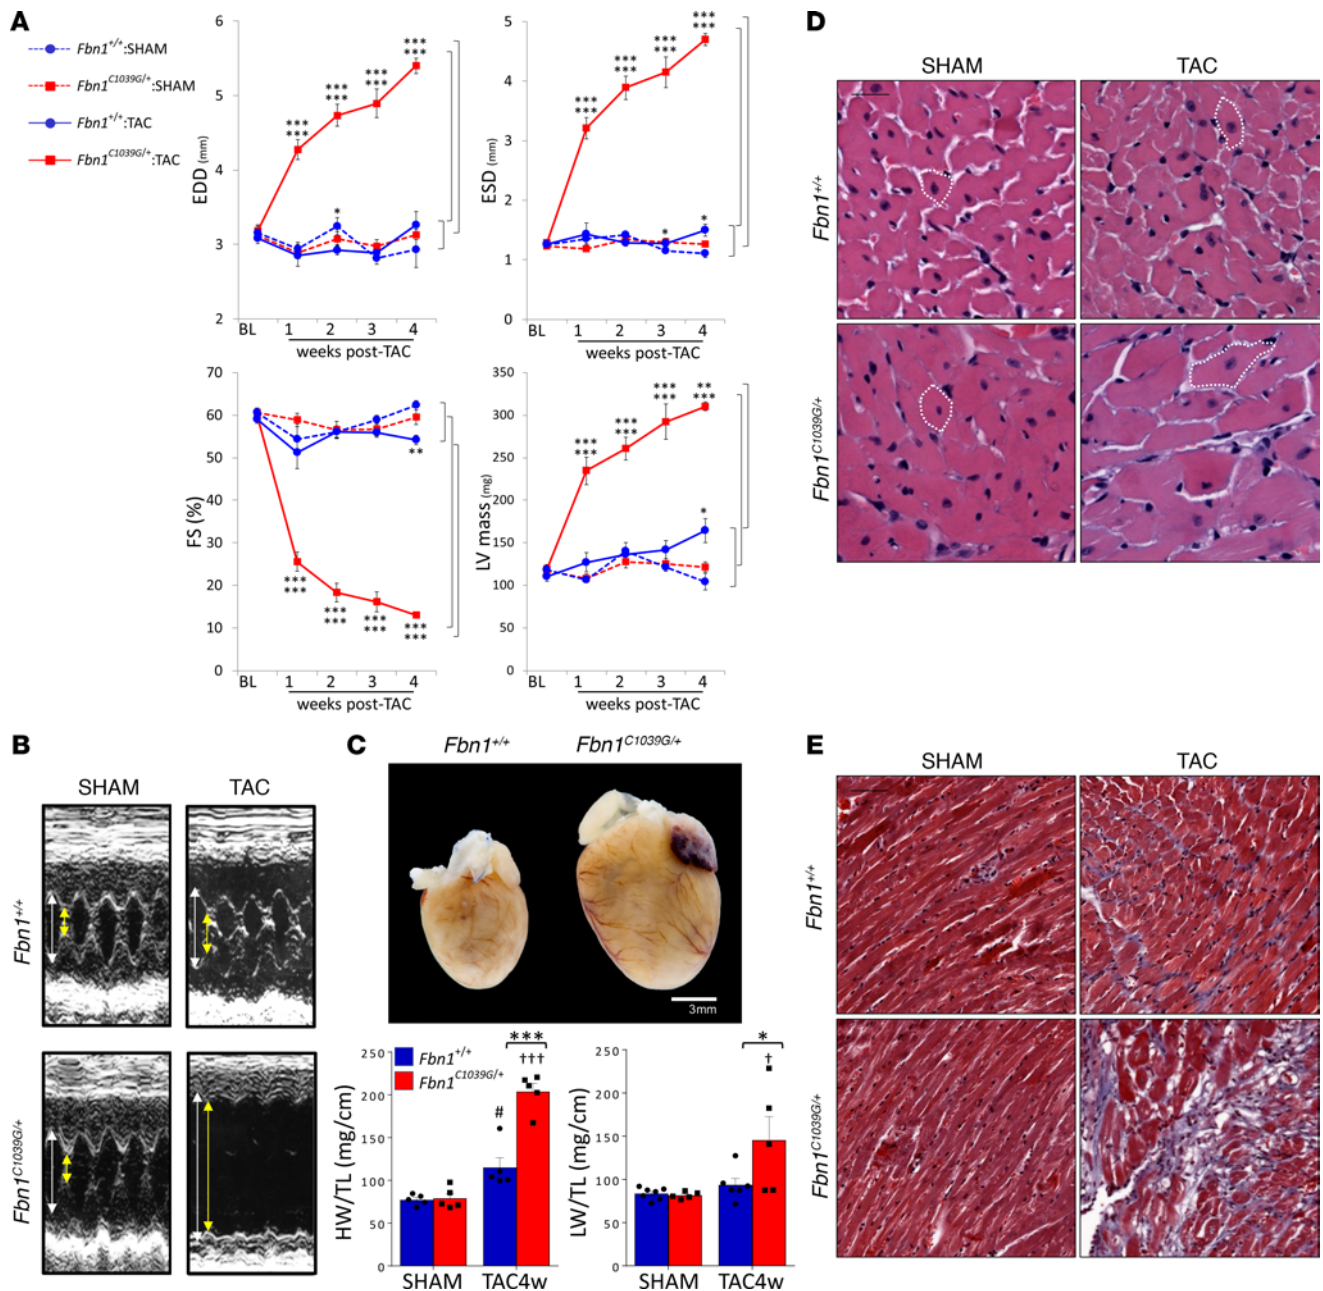 A
Fbn1+/+:SHAM
Fbn1C1039G/+:SHAM
Fbn1+/+:TAC
Fbn1C1039G/+:TAC
EDD (mm)
6
5
4
3
2
***
***
***
***
***
***
***
***
*
BL 1 2 3 4
weeks post-TAC
ESD (mm)
5
4
3
2
1
0
***
***
***
***
***
***
***
***
*
*
BL 1 2 3 4
weeks post-TAC
FS (%)
70
60
50
40
30
20
10
0
**
***
***
***
***
***
***
***
***
BL 1 2 3 4
weeks post-TAC
LV mass (mg)
350
300
250
200
150
100
50
0
***
***
***
***
***
***
**
***
*
BL 1 2 3 4
weeks post-TAC
B
SHAM TAC
Fbn1+/+
Fbn1C1039G/+
C
Fbn1+/+ Fbn1C1039G/+
3mm
HW/TL (mg/cm)
250
200
150
100
50
0
Fbn1+/+
Fbn1C1039G/+
***
†††
#
SHAM TAC4w
LW/TL (mg/cm)
250
200
150
100
50
0
*
†
SHAM TAC4w
D
SHAM TAC
Fbn1+/+
Fbn1C1039G/+
E
SHAM TAC
Fbn1+/+
Fbn1C1039G/+